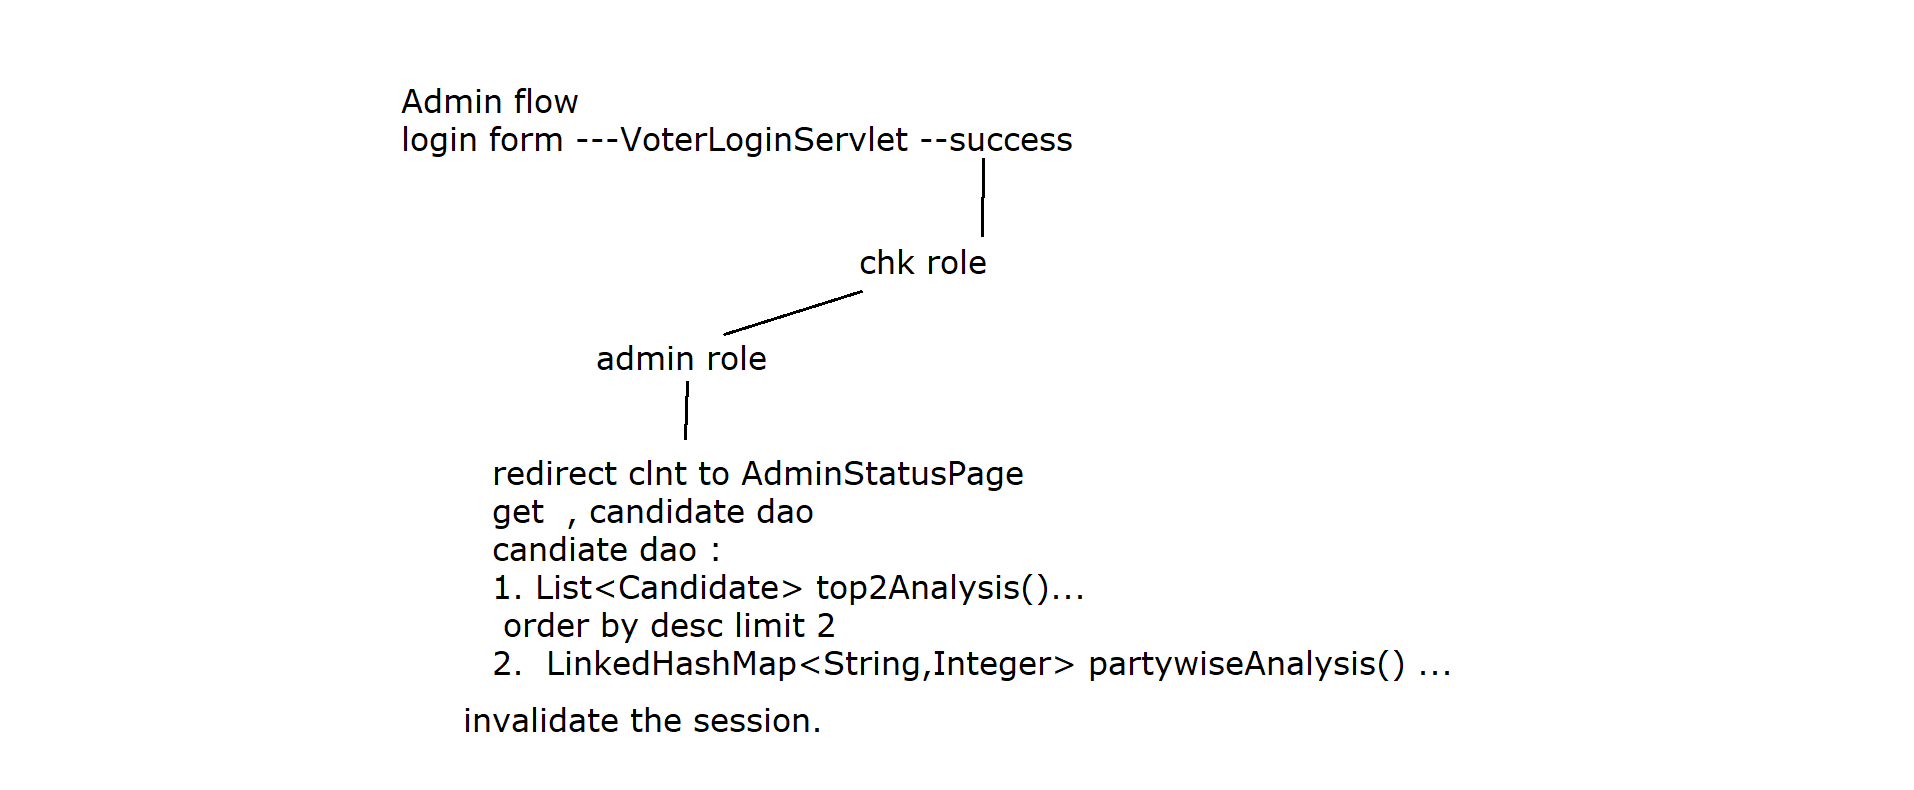 Admin flow
login form ---VoterLoginServlet --success
chk role
admin role
redirect clnt to AdminStatusPage
get  , candidate dao
candiate dao :
1. List<Candidate> top2Analysis()...
order by desc limit 2
2.  LinkedHashMap<String,Integer> partywiseAnalysis() ...
invalidate the session.